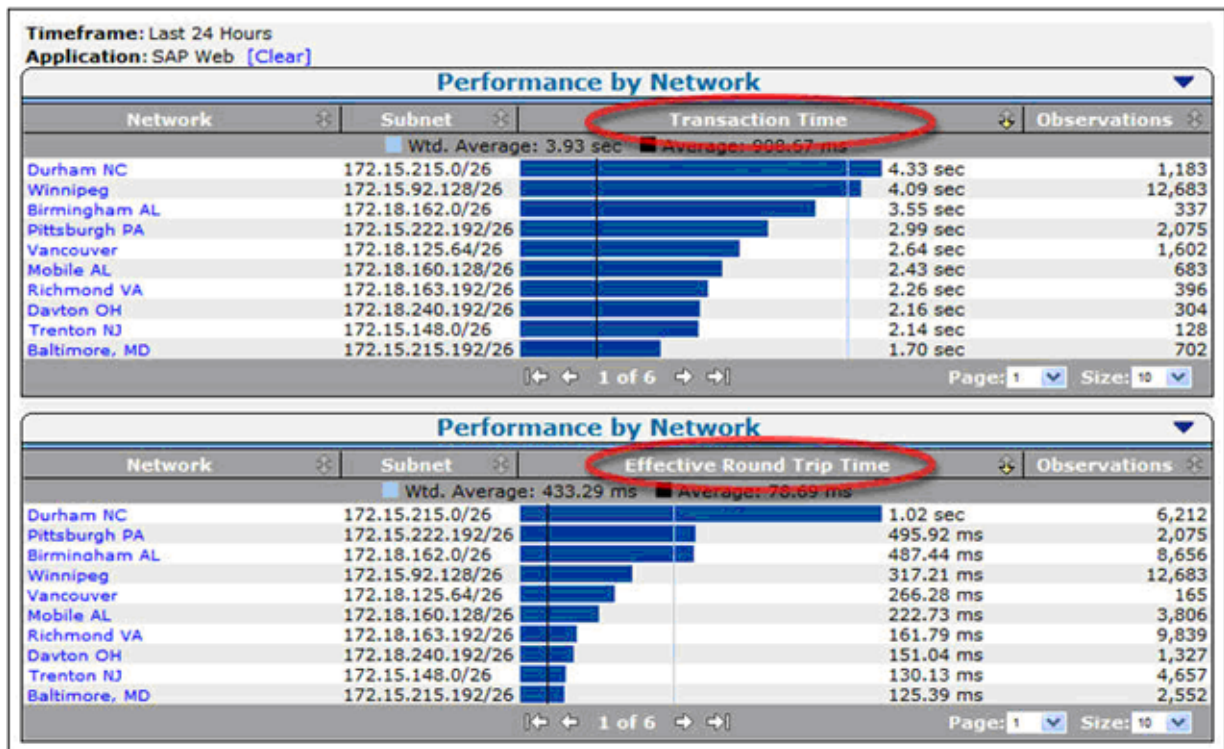 Timeframe: Last 24 Hours
Application: SAP Web [Clear]
Performance by Network
Network Subnet Transaction Time Observations
Wtd. Average: 3.93 sec Average: 908.67 ms
Durham NC 172.15.215.0/26 4.33 sec 1,183
Winnipeg 172.15.92.128/26 4.09 sec 12,683
Birmingham AL 172.18.162.0/26 3.55 sec 337
Pittsburgh PA 172.15.222.192/26 2.99 sec 2,075
Vancouver 172.18.125.64/26 2.64 sec 1,602
Mobile AL 172.18.160.128/26 2.43 sec 683
Richmond VA 172.18.163.192/26 2.26 sec 396
Davton OH 172.18.240.192/26 2.16 sec 304
Trenton NJ 172.15.148.0/26 2.14 sec 128
Baltimore, MD 172.15.215.192/26 1.70 sec 702
1 of 6 Page: 1 Size: 10
Performance by Network
Network Subnet Effective Round Trip Time Observations
Wtd. Average: 433.29 ms Average: 78.69 ms
Durham NC 172.15.215.0/26 1.02 sec 6,212
Pittsburgh PA 172.15.222.192/26 495.92 ms 2,075
Birmingham AL 172.18.162.0/26 487.44 ms 8,656
Winnipeg 172.15.92.128/26 317.21 ms 12,683
Vancouver 172.18.125.64/26 266.28 ms 165
Mobile AL 172.18.160.128/26 222.73 ms 3,806
Richmond VA 172.18.163.192/26 161.79 ms 9,839
Davton OH 172.18.240.192/26 151.04 ms 1,327
Trenton NJ 172.15.148.0/26 130.13 ms 4,657
Baltimore, MD 172.15.215.192/26 125.39 ms 2,552
1 of 6 Page: 1 Size: 10